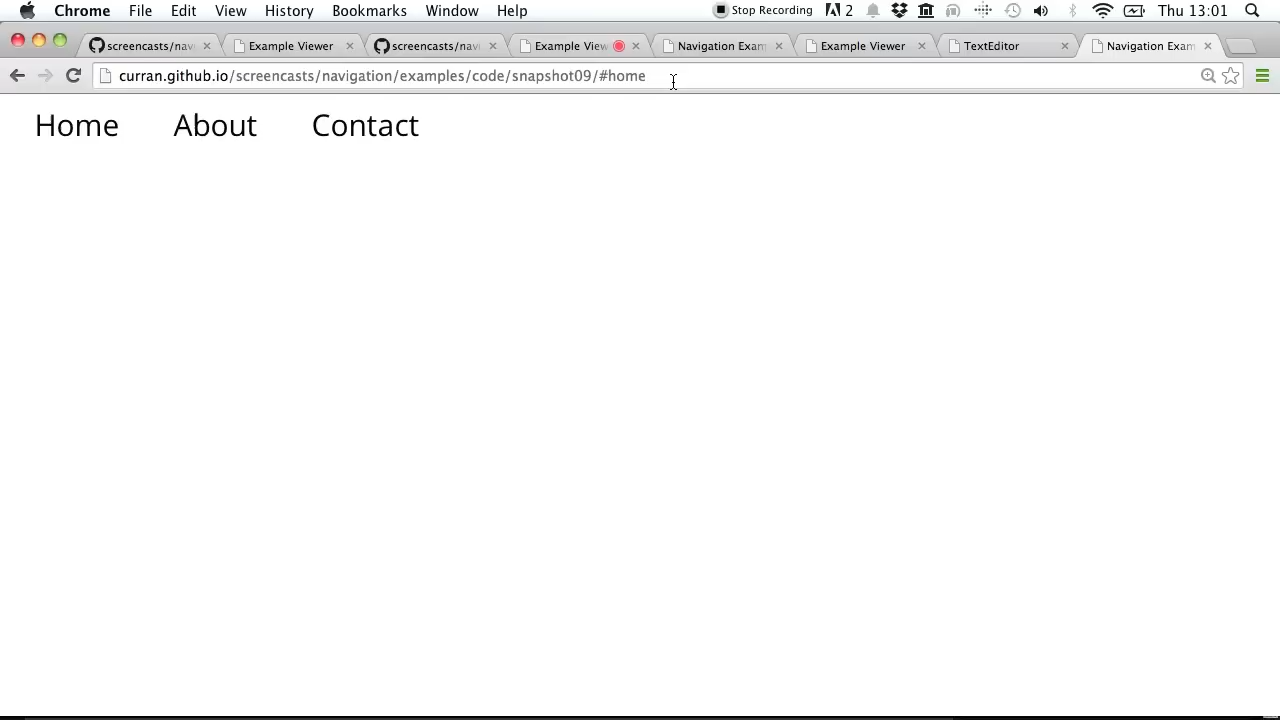 Chrome File Edit View History Bookmarks Window Help Stop Recording 2 Thu 13:01
screencasts/nav Example Viewer screencasts/nav Example View Navigation Exam Example Viewer TextEditor Navigation Exam
curran.github.io/screencasts/navigation/examples/code/snapshot09/#home
Home About Contact